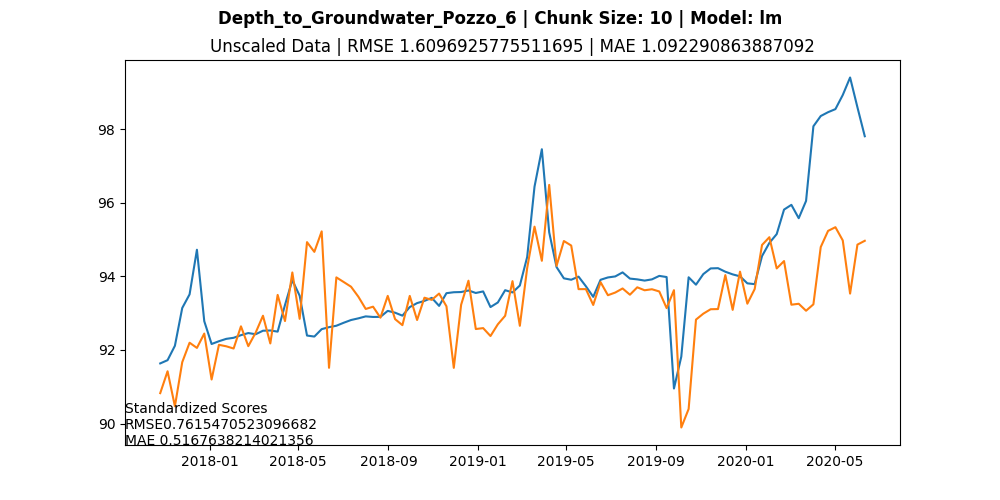 Depth_to_Groundwater_Pozzo_6 | Chunk Size: 10 | Model: lm
Unscaled Data | RMSE 1.6096925775511695 | MAE 1.092290863887092
98
96
94
92
90
Standardized Scores
RMSE0.7615470523096682
MAE 0.5167638214021356
2018-01 2018-05 2018-09 2019-01 2019-05 2019-09 2020-01 2020-05